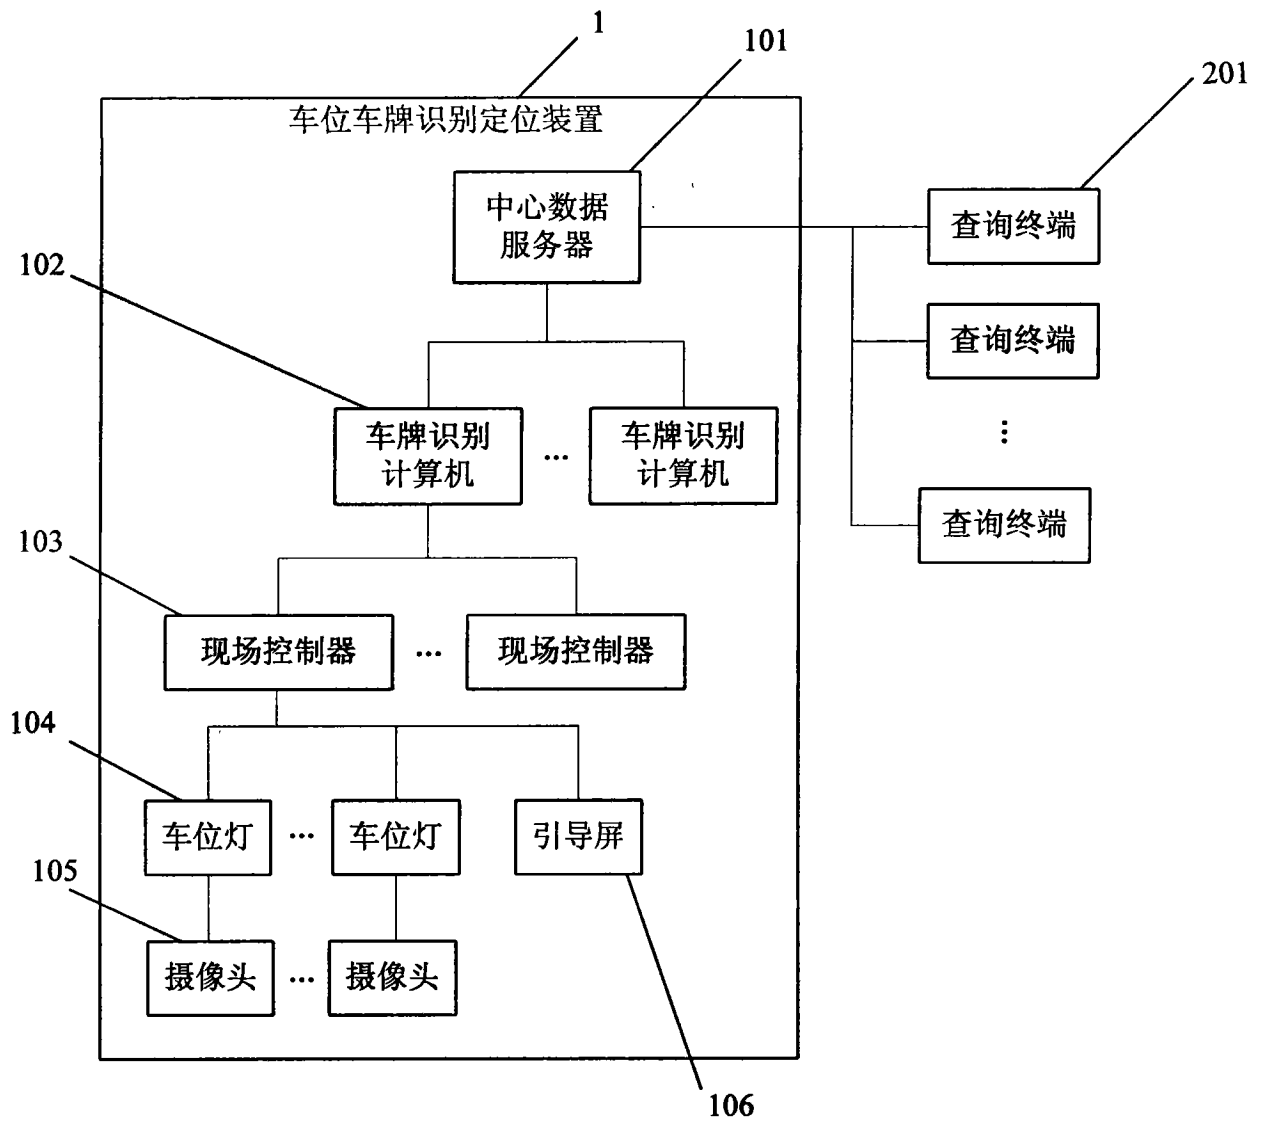 1
101
201
车位车牌识别定位装置
中心数据
服务器
查询终端
102
查询终端
车牌识别
计算机
...
车牌识别
计算机
...
查询终端
103
现场控制器
...
现场控制器
104
车位灯
...
车位灯
引导屏
105
摄像头
...
摄像头
106